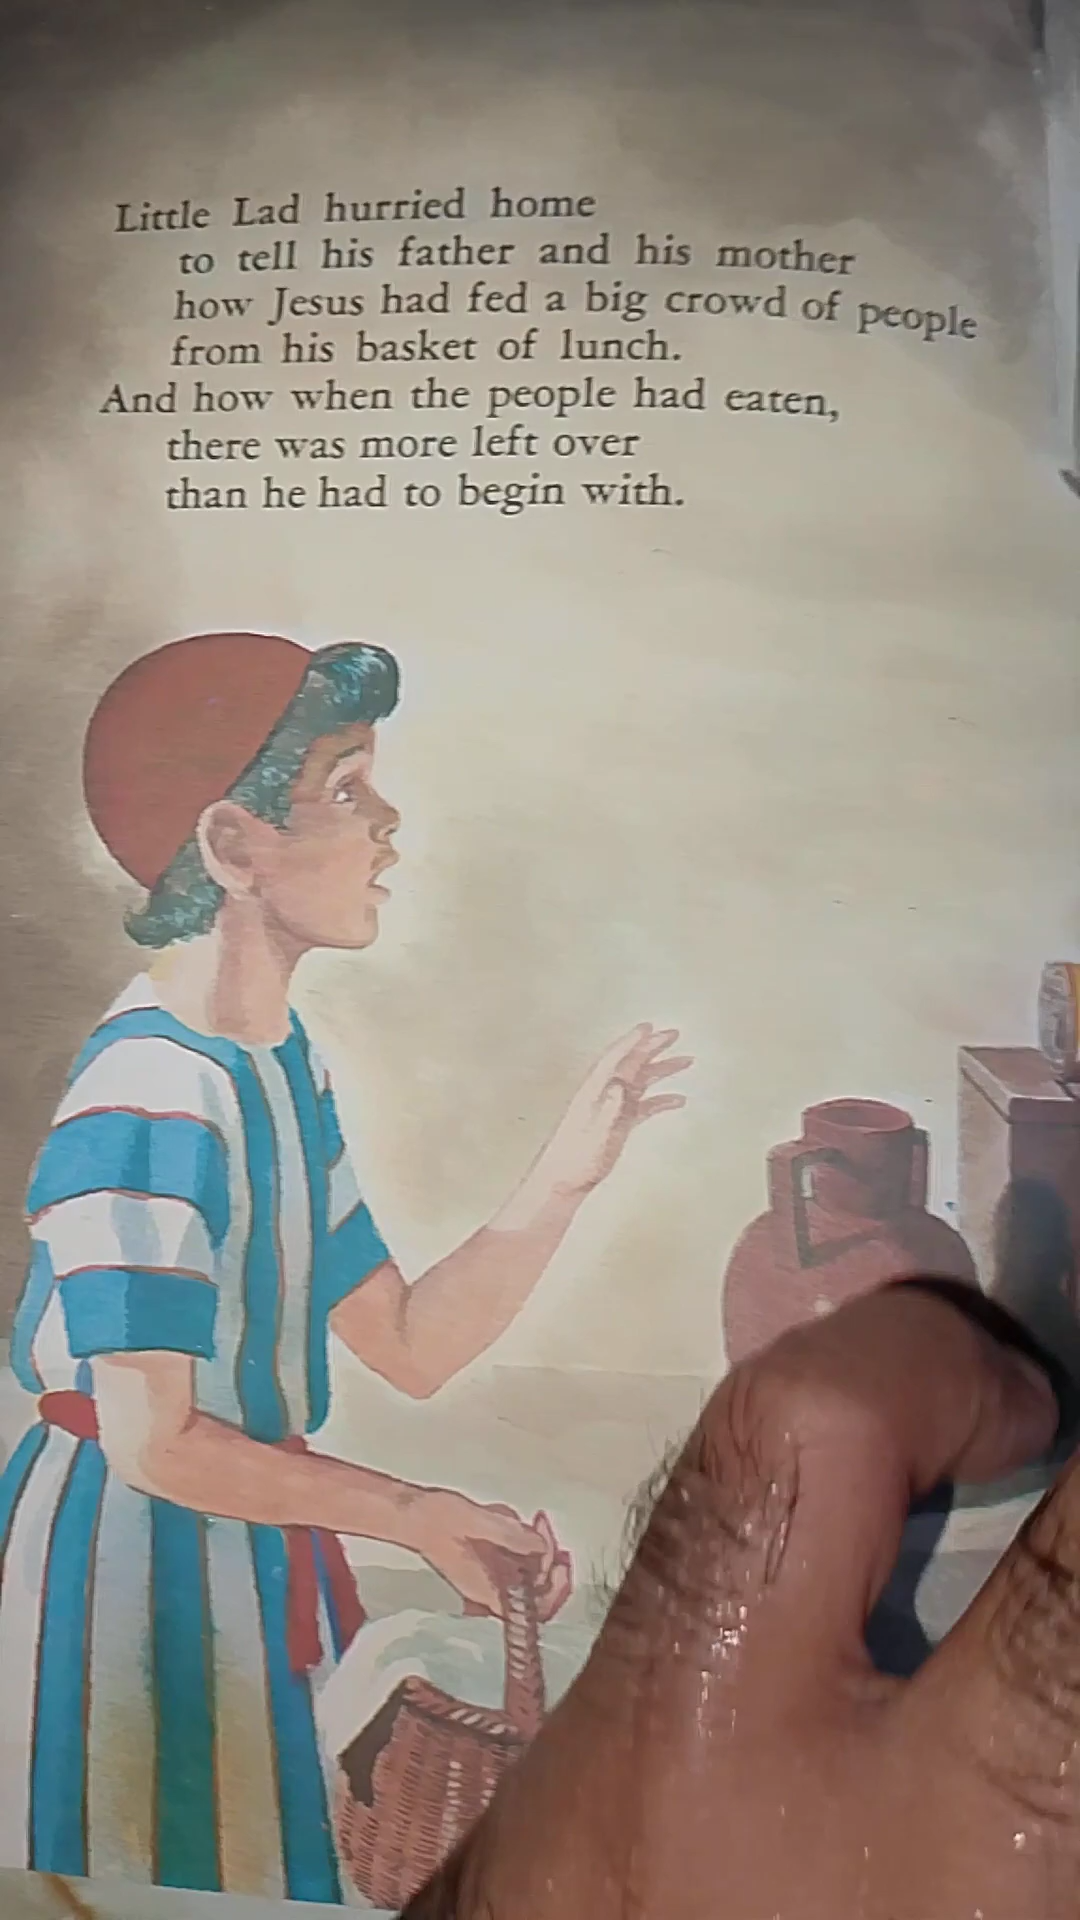 Little Lad hurried home
to tell his father and his mother
how Jesus had fed a big crowd of people
from his basket of lunch.
And how when the people had eaten,
there was more left over
than he had to begin with.